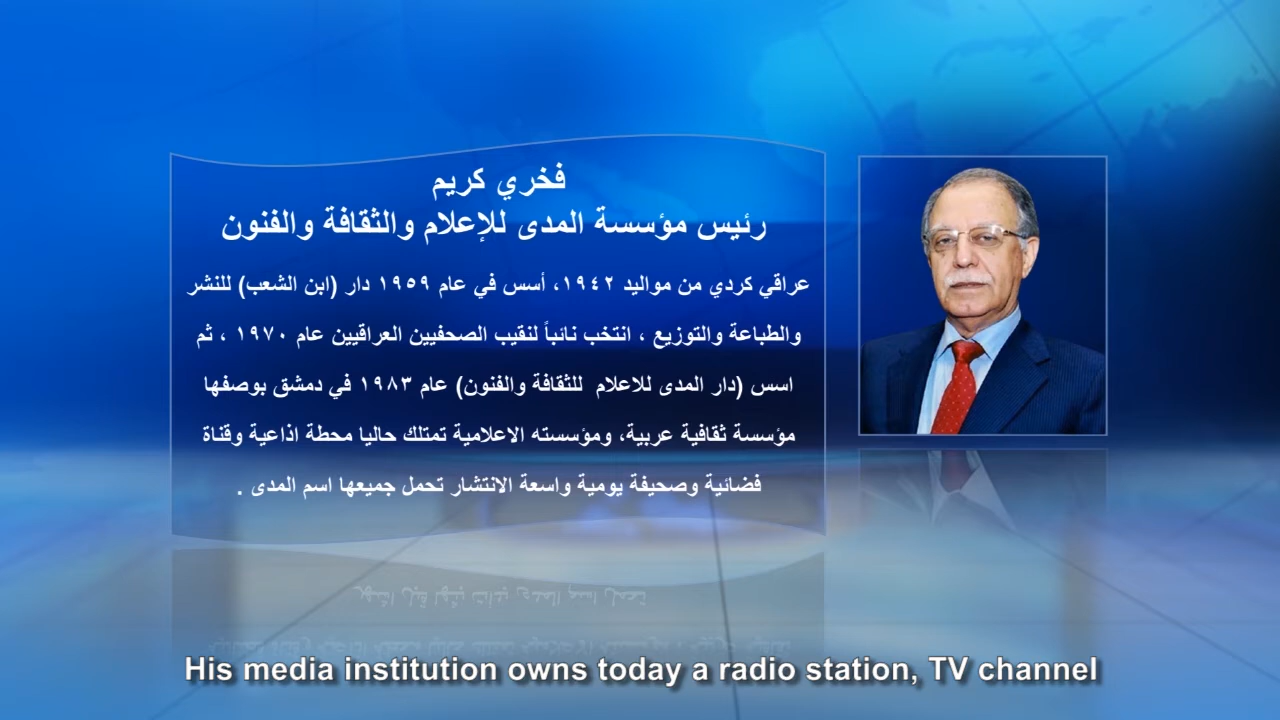 فخري كريم
رئيس مؤسسة المدى للإعلام والثقافة والفنون
عراقي كردي من مواليد ١٩٤٢، أسس في عام ١٩٥٩ دار (ابن الشعب) للنشر
والطباعة والتوزيع ، انتخب نائباً لنقيب الصحفيين العراقيين عام ١٩٧٠ ، ثم
اسس (دار المدى للاعلام للثقافة والفنون) عام ١٩٨٣ في دمشق بوصفها
مؤسسة ثقافية عربية، ومؤسسته الاعلامية تمتلك حاليا محطة اذاعية وقناة
فضائية وصحيفة يومية واسعة الانتشار تحمل جميعها اسم المدى .
His media institution owns today a radio station, TV channel